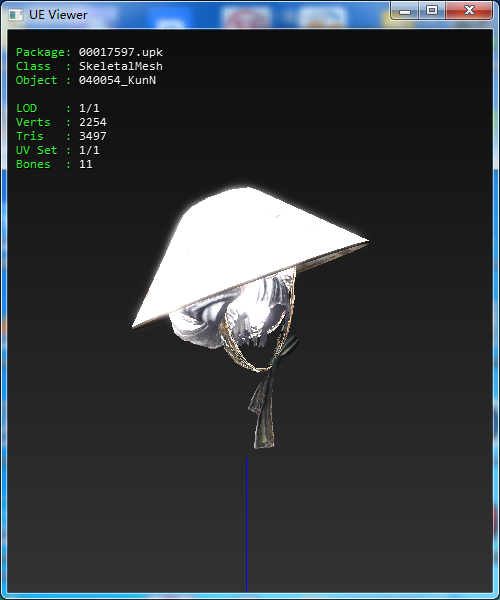 UE Viewer
Package: 00017597.upk
Class : SkeletalMesh
Object : 040054_KunN
LOD : 1/1
Verts : 2254
Tris : 3497
UV Set : 1/1
Bones : 11